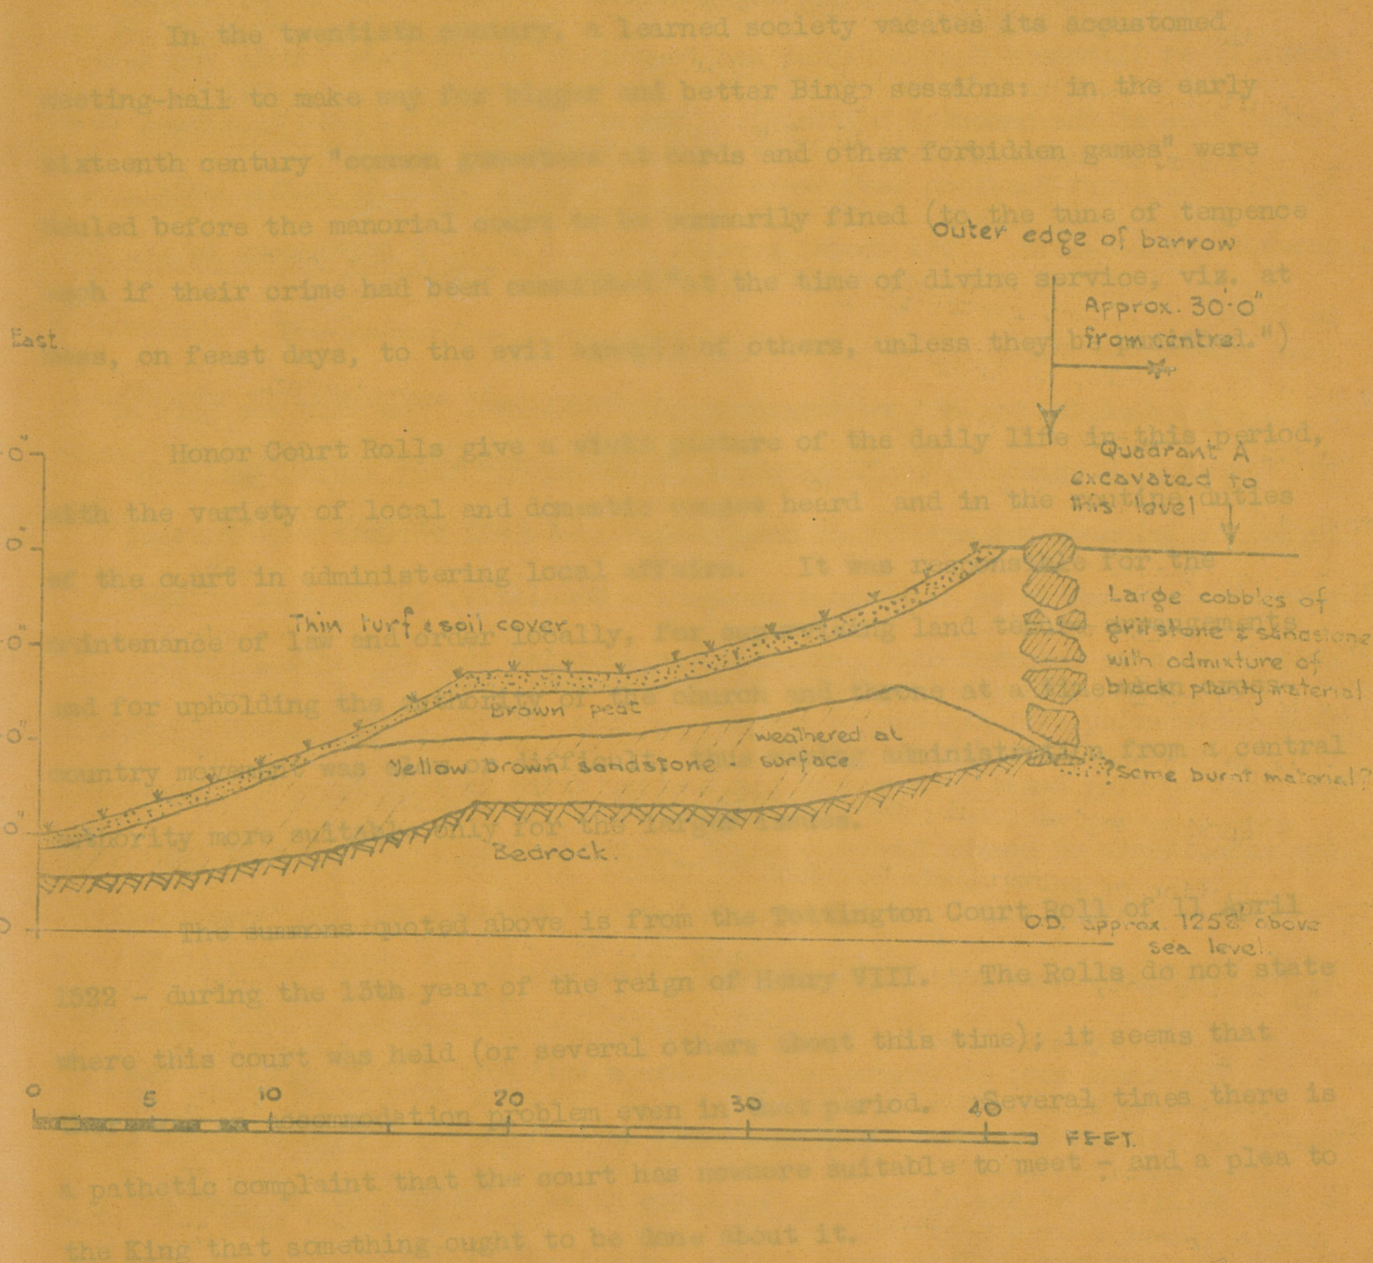 In the twentieth century, a learned society vacates its accustomed
meeting-hall to make way for bigger and better Bingo sessions: in the early
sixteenth century "common gamesters at cards and other forbidden games" were
hauled before the manorial court to be summarily fined (to the tune of tenpence
each if their crime had been committed "at the time of divine service, viz. at
mass, on feast days, to the evil example of others, unless they be")
Outer edge of barrow
Approx. 30'0"
from centre.
East.
Honor Court Rolls give a vivid picture of the daily life in this period,
with the variety of local and domestic causes heard and in the routine duties
of the court in administering local affairs. It was responsible for the
maintenance of law and order locally, for land arrangements
and for upholding the authority of the church and throne at a time when cross-
country movement was difficult, administration from a central
authority more suitable only for the larger
Quadrant A
excavated to
this level
Thin turf & soil cover
Large cobbles of
gritstone & sandstone
with admixture of
black planty material
Brown peat
weathered at
Yellow brown sandstone - surface
?Some burnt material?
Bedrock.
The summons quoted above is from the Tottington Court Roll of 11 April
O.D. approx. 1258 above
sea level.
1522 - during the 13th year of the reign of Henry VIII. The Rolls do not state
where this court was held (or several others about this time); it seems that
accommodation problem even in that period. Several times there is
0 5 10 20 30 40 FEET.
a pathetic complaint that the court has nowhere suitable to meet - and a plea to
the King that something ought to be done about it.